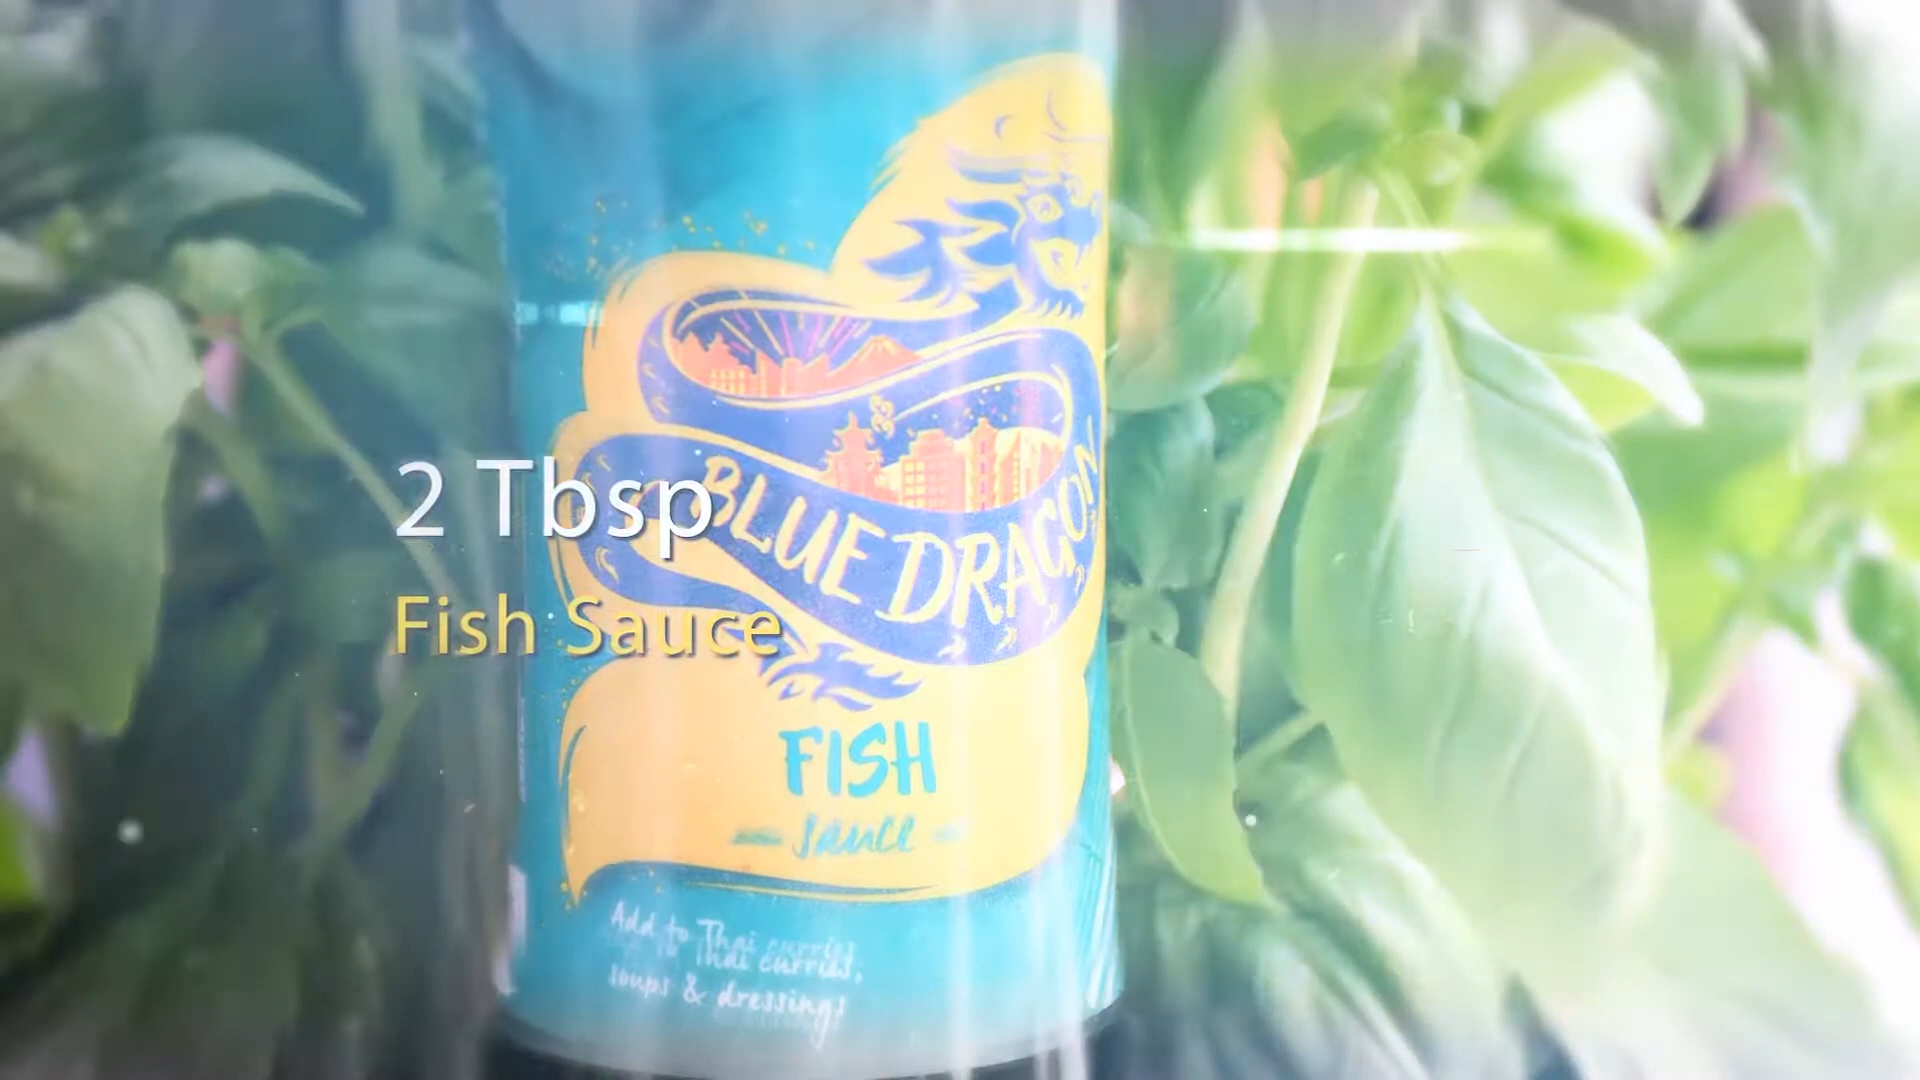 2 Tbsp
Fish Sauce
BLUE DRAGON
FISH
sauce
Add to Thai curries,
soups & dressings